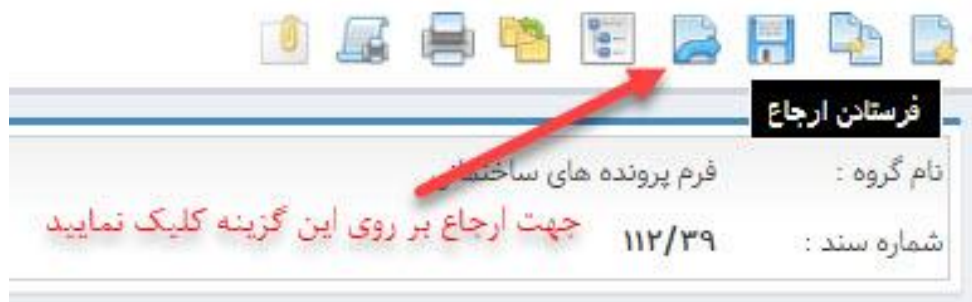 فرستادن ارجاع
نام گروه : فرم پرونده های ساختمانی
جهت ارجاع بر روی این گزینه کلیک نمایید
شماره سند : ۱۱۲/۳۹